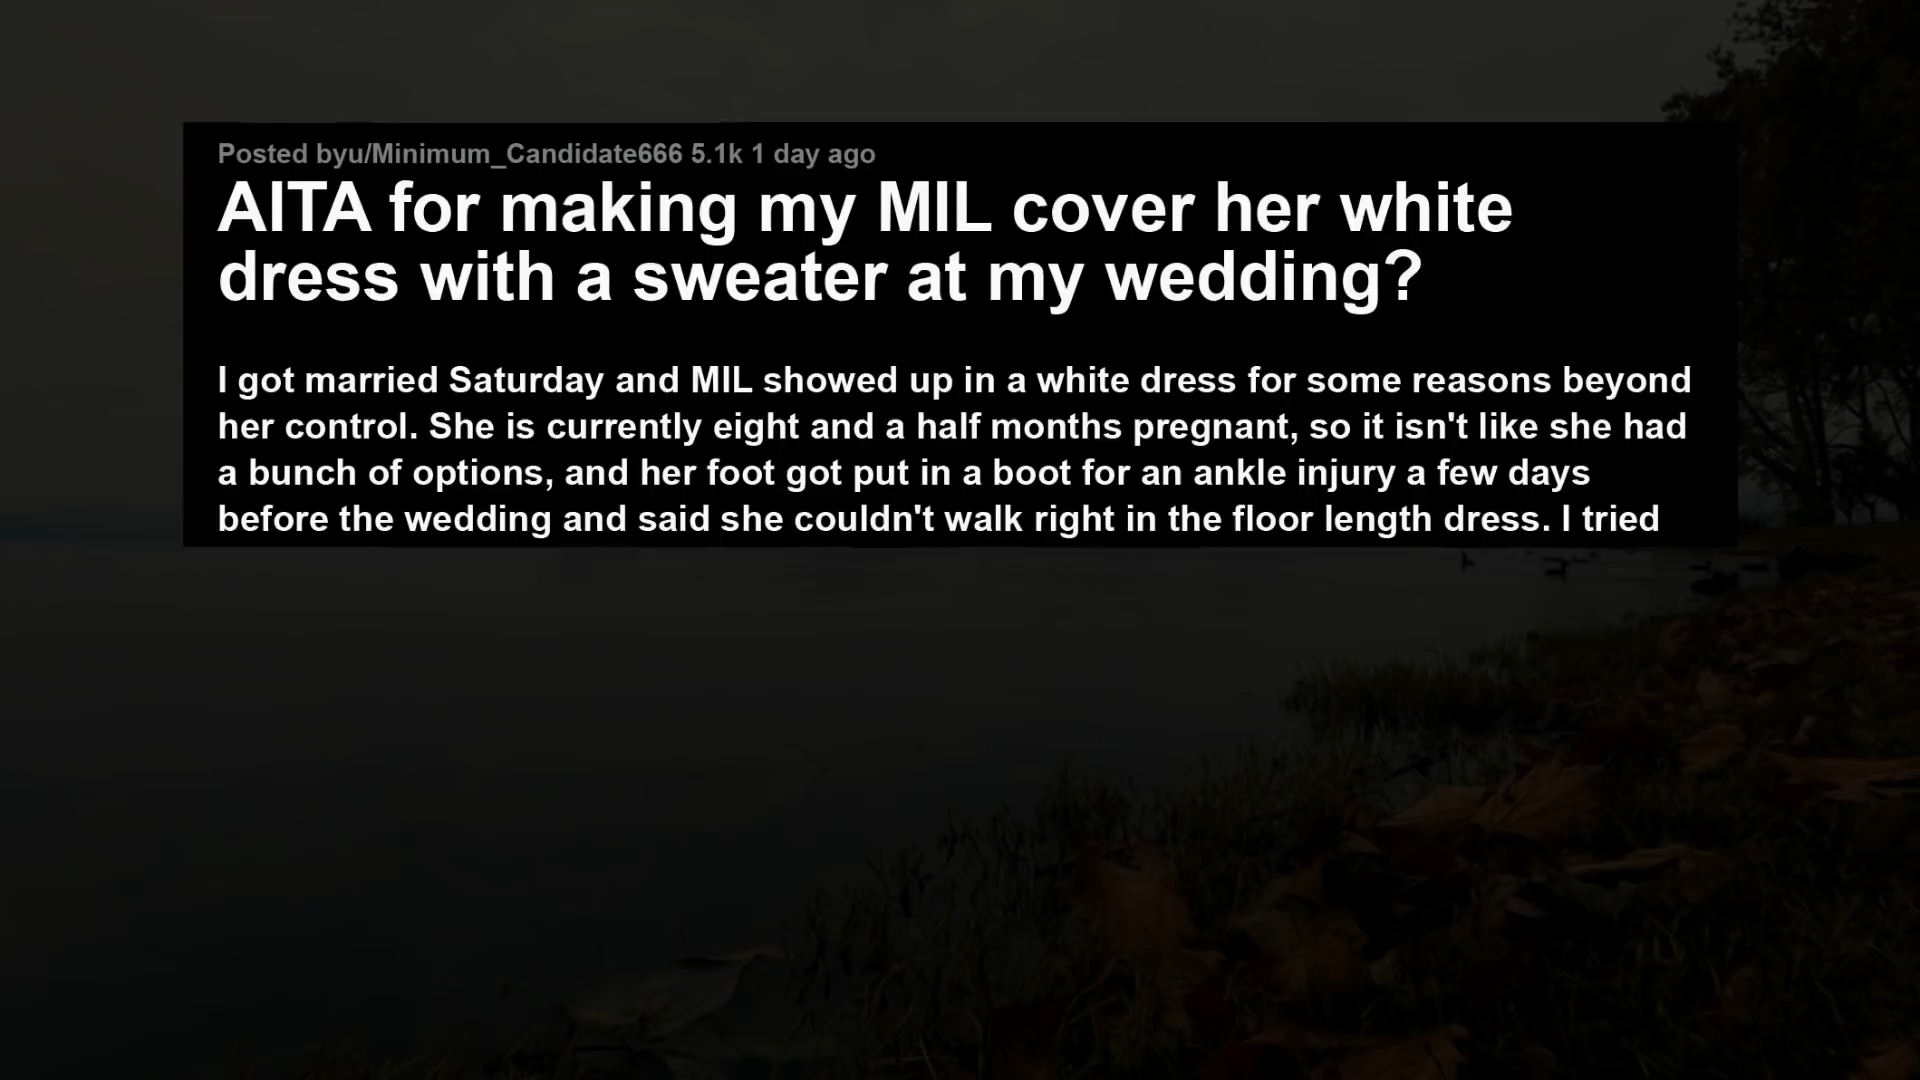 Posted byu/Minimum_Candidate666 5.1k 1 day ago
AITA for making my MIL cover her white
dress with a sweater at my wedding?
I got married Saturday and MIL showed up in a white dress for some reasons beyond
her control. She is currently eight and a half months pregnant, so it isn't like she had
a bunch of options, and her foot got put in a boot for an ankle injury a few days
before the wedding and said she couldn't walk right in the floor length dress. I tried